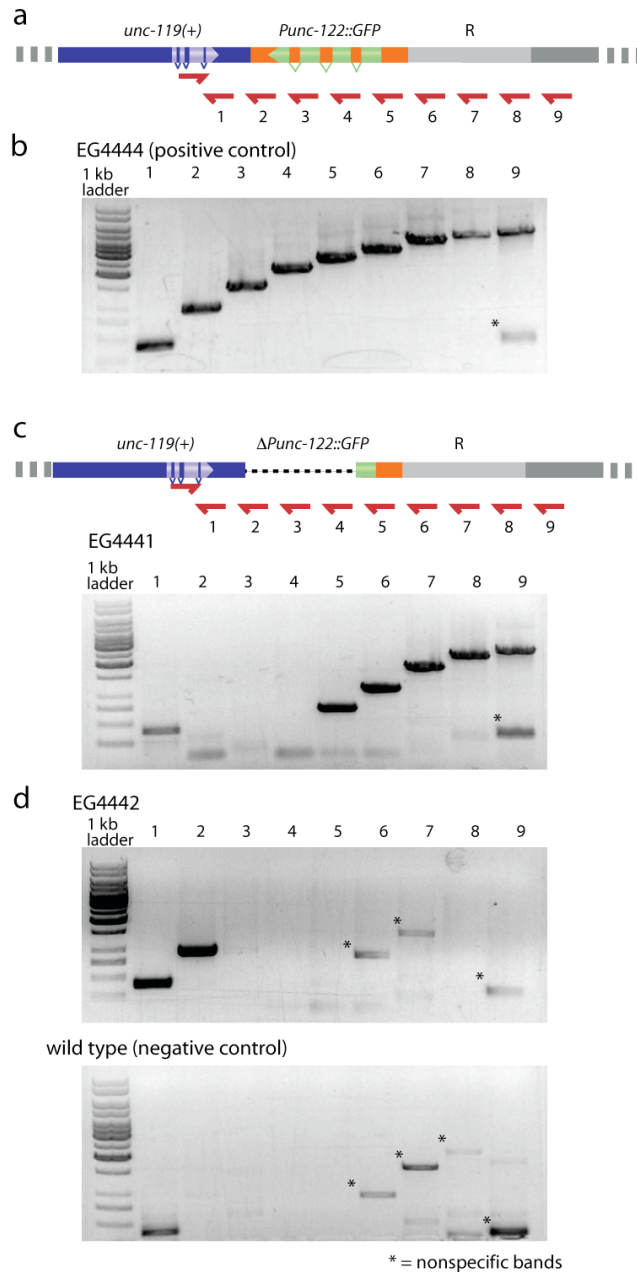 a
unc-119(+) Punc-122::GFP R
1 2 3 4 5 6 7 8 9
b
EG4444 (positive control)
1 kb
ladder
1 2 3 4 5 6 7 8 9
*
c
unc-119(+) ΔPunc-122::GFP R
1 2 3 4 5 6 7 8 9
EG4441
1 kb
ladder
1 2 3 4 5 6 7 8 9
*
d
EG4442
1 kb
ladder
1 2 3 4 5 6 7 8 9
* * *
wild type (negative control)
* * * *
* = nonspecific bands